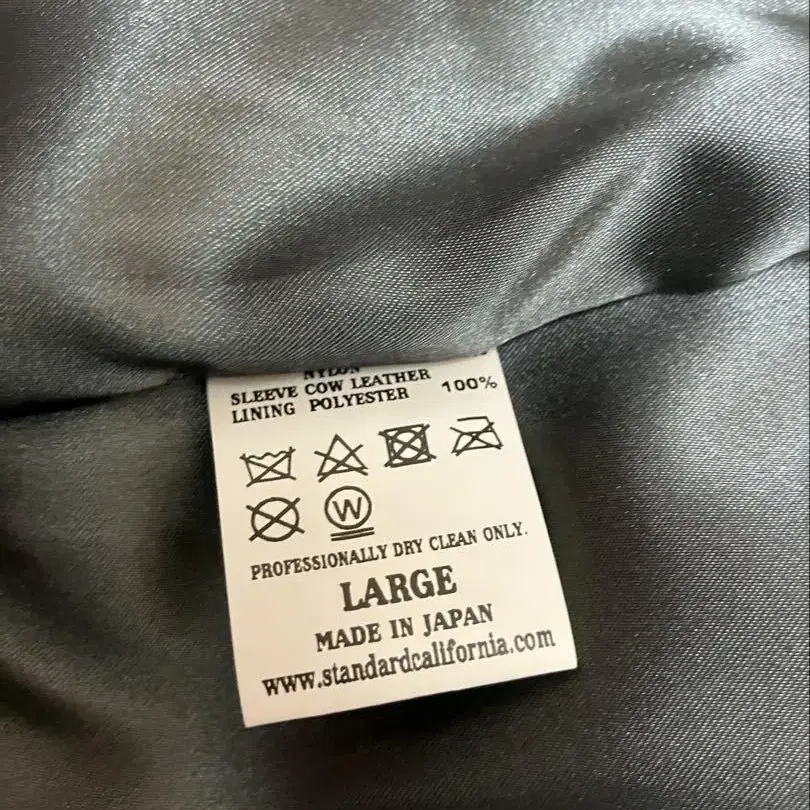 NYLON
SLEEVE COW LEATHER
LINING POLYESTER 100%
W
PROFESSIONALLY DRY CLEAN ONLY.
LARGE
MADE IN JAPAN
www.standardcalifornia.com